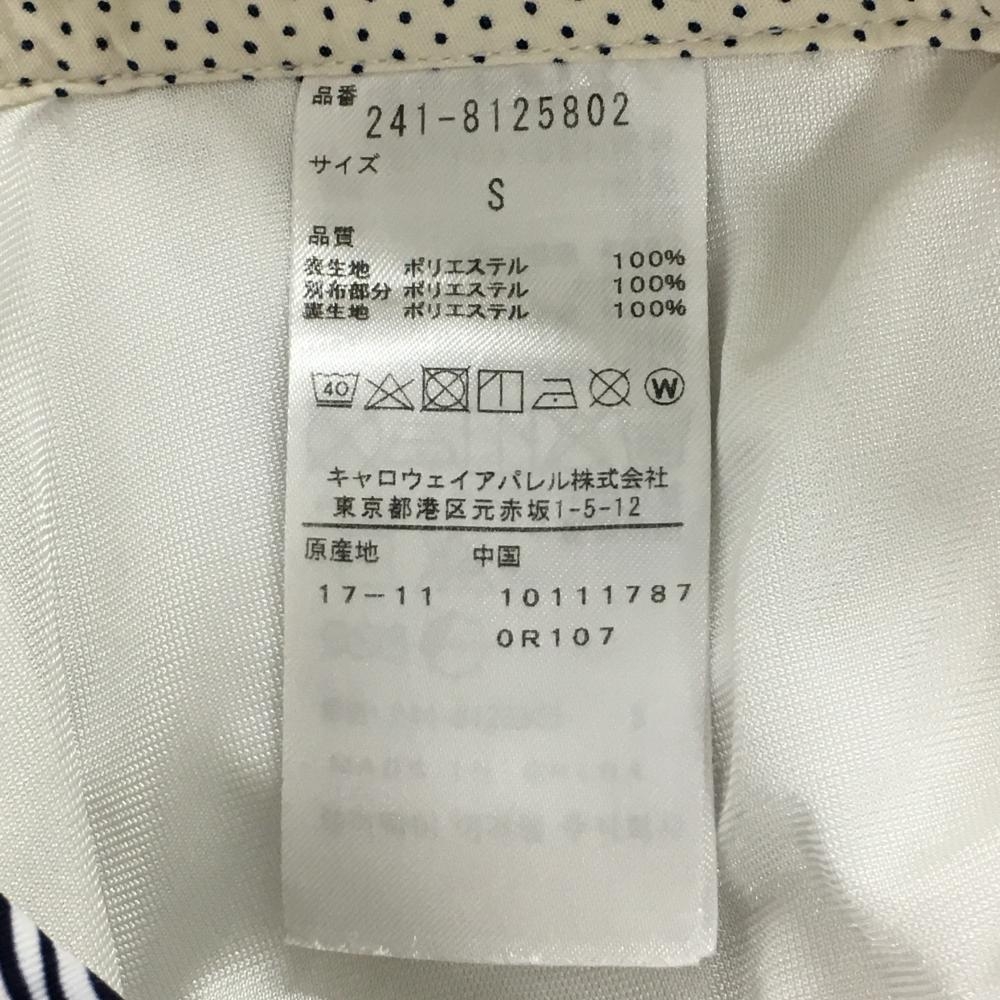 品番
241-8125802
サイズ
S
品質
表生地 ポリエステル 100%
別布部分 ポリエステル 100%
裏生地 ポリエステル 100%
40 W
キャロウェイアパレル株式会社
東京都港区元赤坂1-5-12
原産地 中国
17-11 10111787
0R107